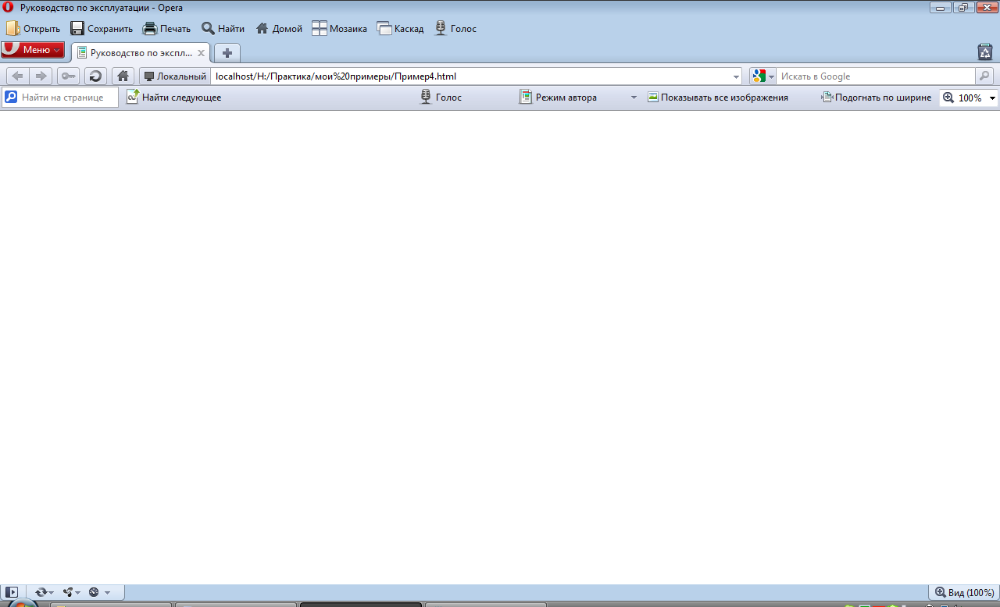 Руководство по эксплуатации - Opera
Открыть Сохранить Печать Найти Домой Мозаика Каскад Голос
Меню Руководство по экспл...
Локальный localhost/H:/Практика/мои%20примеры/Пример4.html Искать в Google
Найти на странице Найти следующее Голос Режим автора Показывать все изображения Подогнать по ширине 100%
Вид (100%)